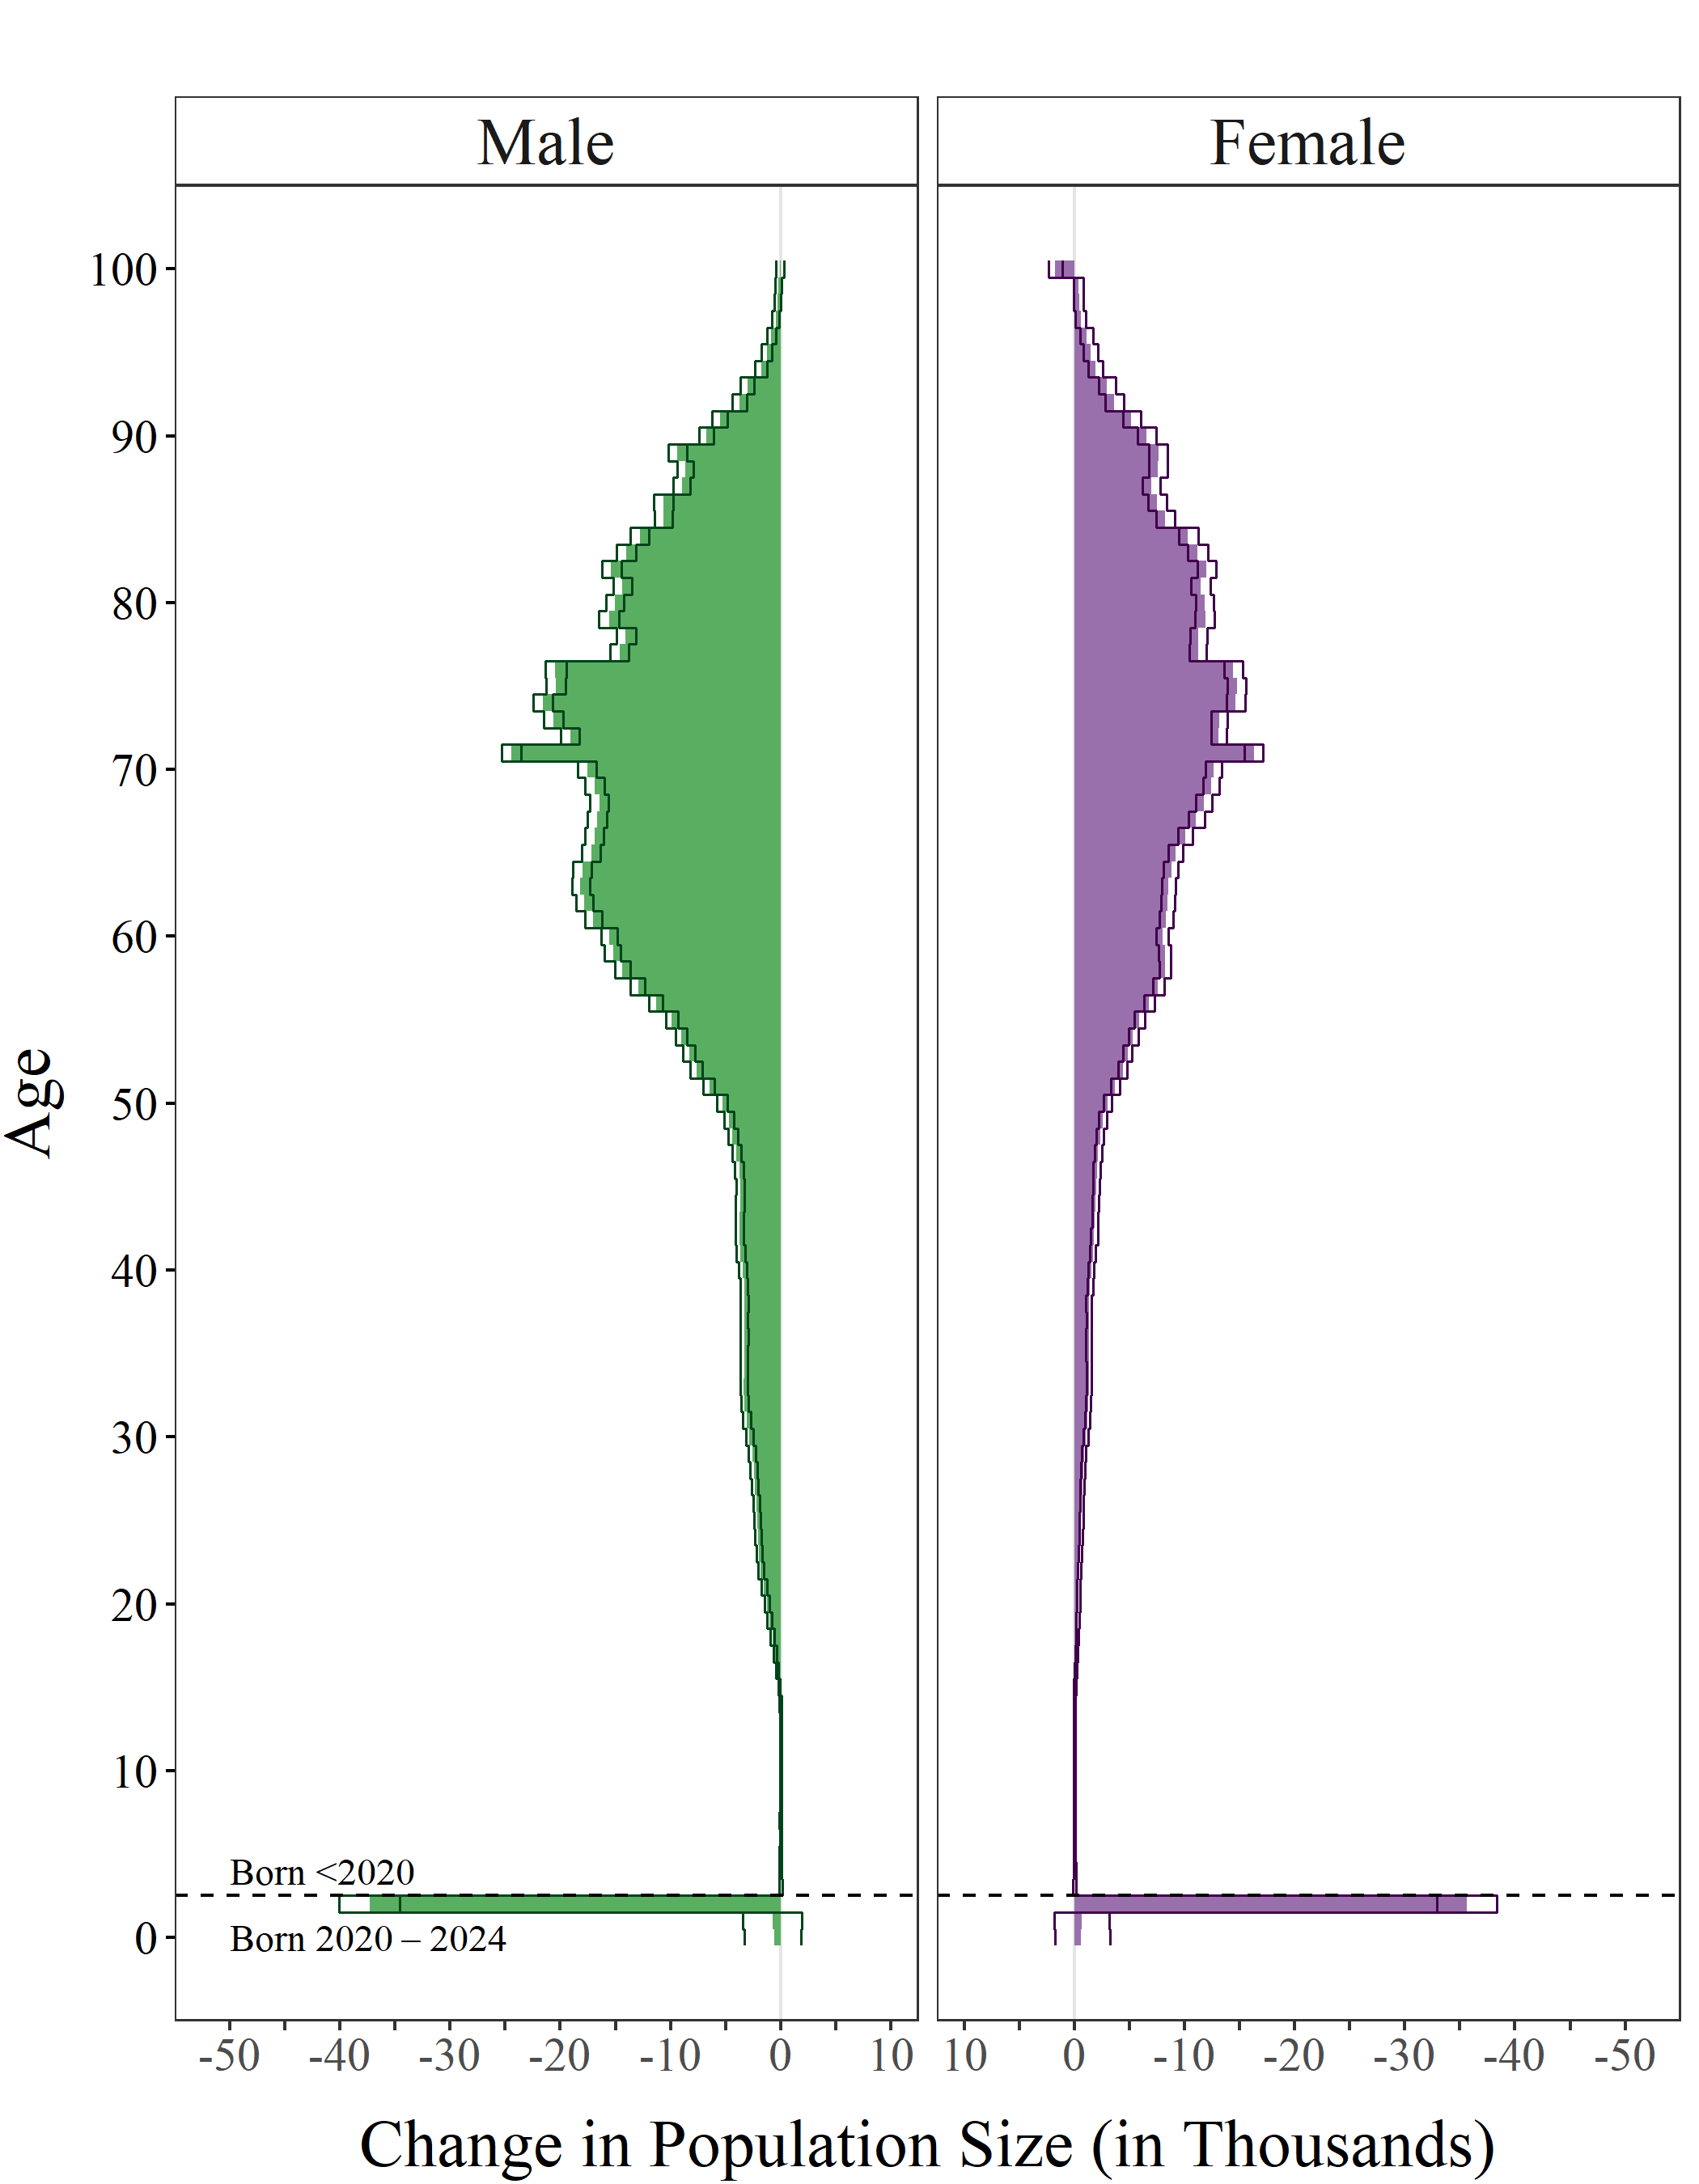 Male Female
100
90
80
70
60
50
40
30
20
10
0
Age
Born <2020
Born 2020 – 2024
-50 -40 -30 -20 -10 0 10 10 0 -10 -20 -30 -40 -50
Change in Population Size (in Thousands)